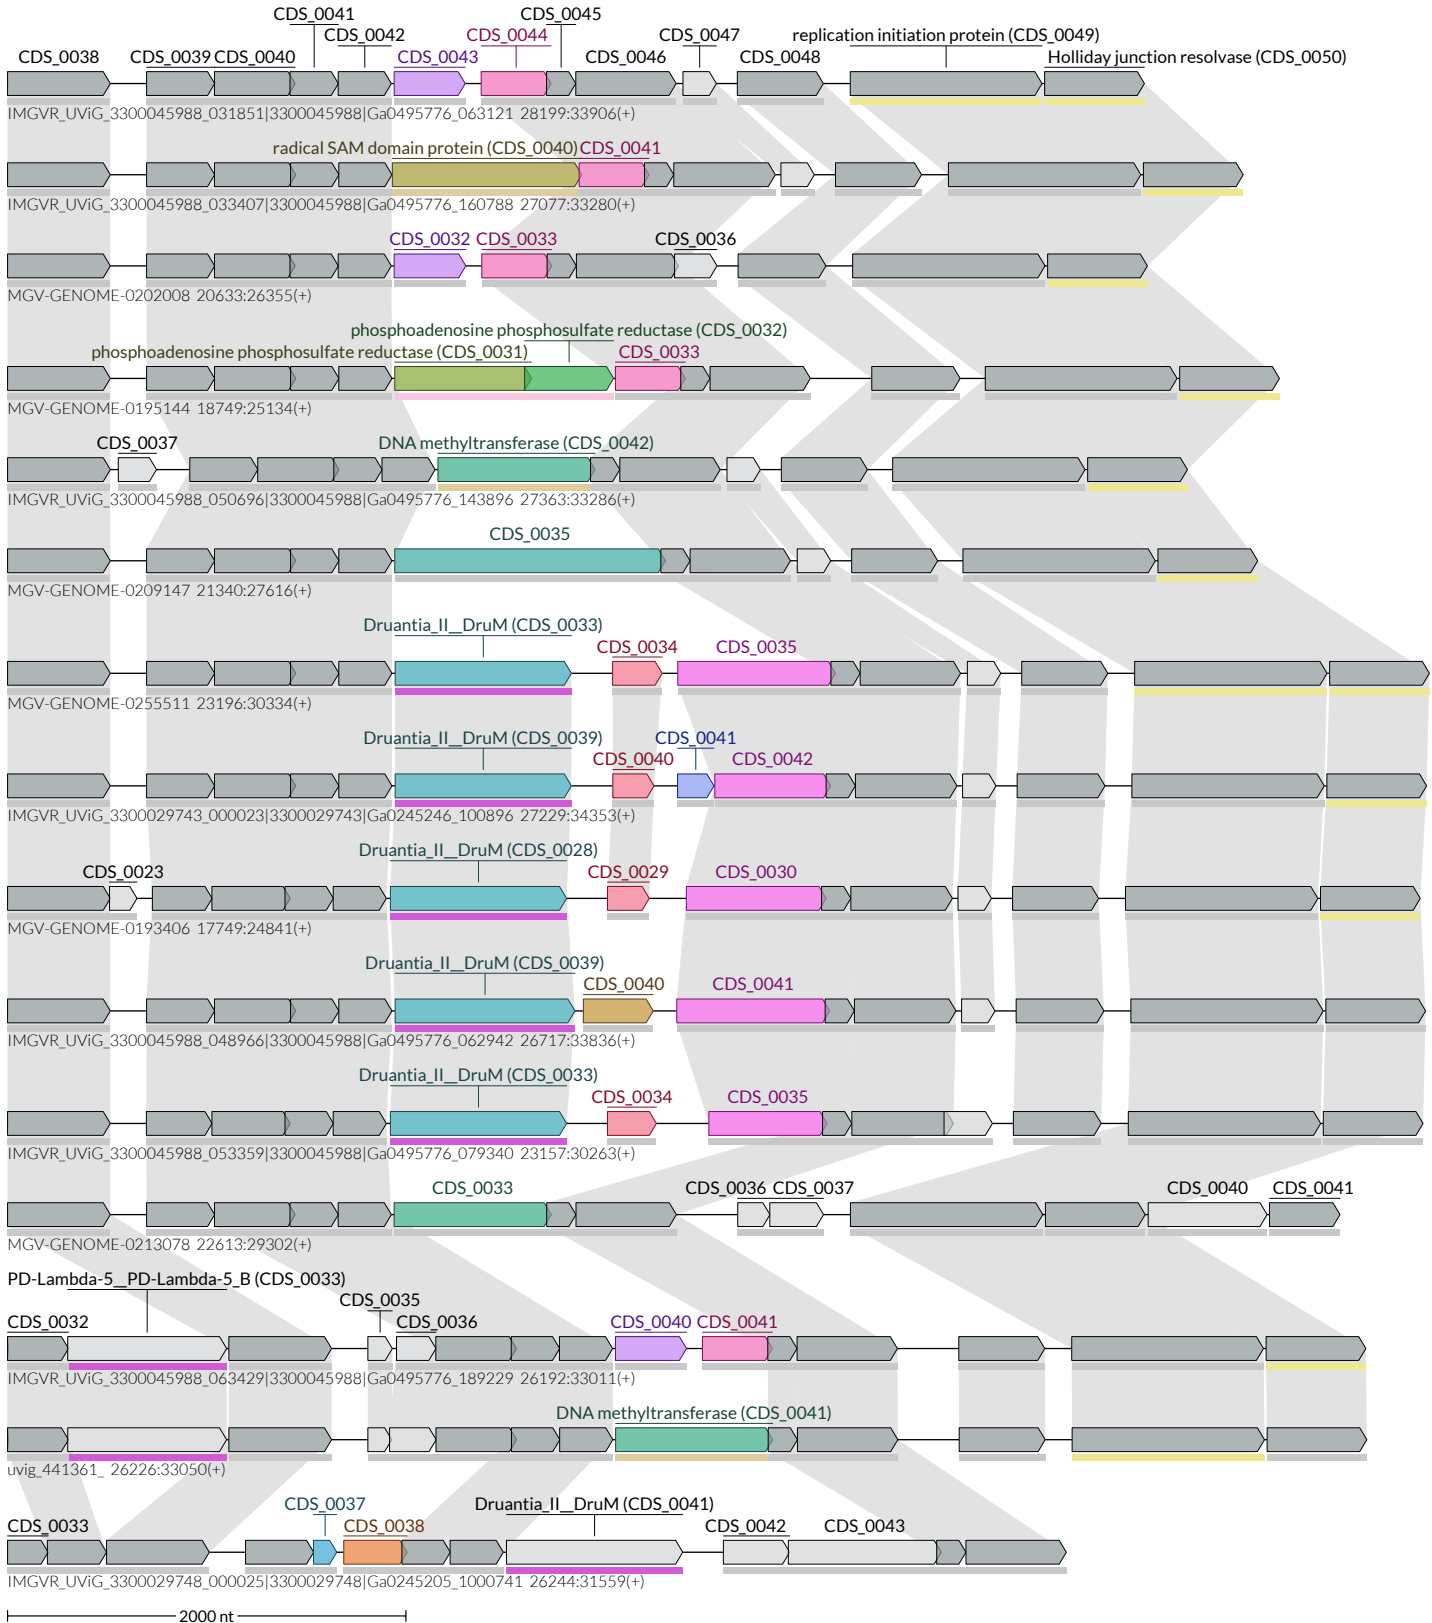 CDS_0041 CDS_0045
CDS_0042 CDS_0044 CDS_0047 replication initiation protein (CDS_0049)
CDS_0038 CDS_0039 CDS_0040 CDS_0043 CDS_0046 CDS_0048 Holliday junction resolvase (CDS_0050)
IMGVR_UViG_3300045988_031851|3300045988|Ga0495776_063121 28199:33906(+)
radical SAM domain protein (CDS_0040) CDS_0041
IMGVR_UViG_3300045988_033407|3300045988|Ga0495776_160788 27077:33280(+)
CDS_0032 CDS_0033 CDS_0036
MGV-GENOME-0202008 20633:26355(+)
phosphoadenosine phosphosulfate reductase (CDS_0032)
phosphoadenosine phosphosulfate reductase (CDS_0031) CDS_0033
MGV-GENOME-0195144 18749:25134(+)
CDS_0037 DNA methyltransferase (CDS_0042)
IMGVR_UViG_3300045988_050696|3300045988|Ga0495776_143896 27363:33286(+)
CDS_0035
MGV-GENOME-0209147 21340:27616(+)
Druantia_II__DruM (CDS_0033)
CDS_0034 CDS_0035
MGV-GENOME-0255511 23196:30334(+)
Druantia_II__DruM (CDS_0039) CDS_0041
CDS_0040 CDS_0042
IMGVR_UViG_3300029743_000023|3300029743|Ga0245246_100896 27229:34353(+)
Druantia_II__DruM (CDS_0028)
CDS_0023 CDS_0029 CDS_0030
MGV-GENOME-0193406 17749:24841(+)
Druantia_II__DruM (CDS_0039)
CDS_0040 CDS_0041
IMGVR_UViG_3300045988_048966|3300045988|Ga0495776_062942 26717:33836(+)
Druantia_II__DruM (CDS_0033)
CDS_0034 CDS_0035
IMGVR_UViG_3300045988_053359|3300045988|Ga0495776_079340 23157:30263(+)
CDS_0033 CDS_0036 CDS_0037 CDS_0040 CDS_0041
MGV-GENOME-0213078 22613:29302(+)
PD-Lambda-5__PD-Lambda-5_B (CDS_0033)
CDS_0035
CDS_0032 CDS_0036 CDS_0040 CDS_0041
IMGVR_UViG_3300045988_063429|3300045988|Ga0495776_189229 26192:33011(+)
DNA methyltransferase (CDS_0041)
uvig_441361_ 26226:33050(+)
CDS_0037 Druantia_II__DruM (CDS_0041)
CDS_0033 CDS_0038 CDS_0042 CDS_0043
IMGVR_UViG_3300029748_000025|3300029748|Ga0245205_1000741 26244:31559(+)
2000 nt